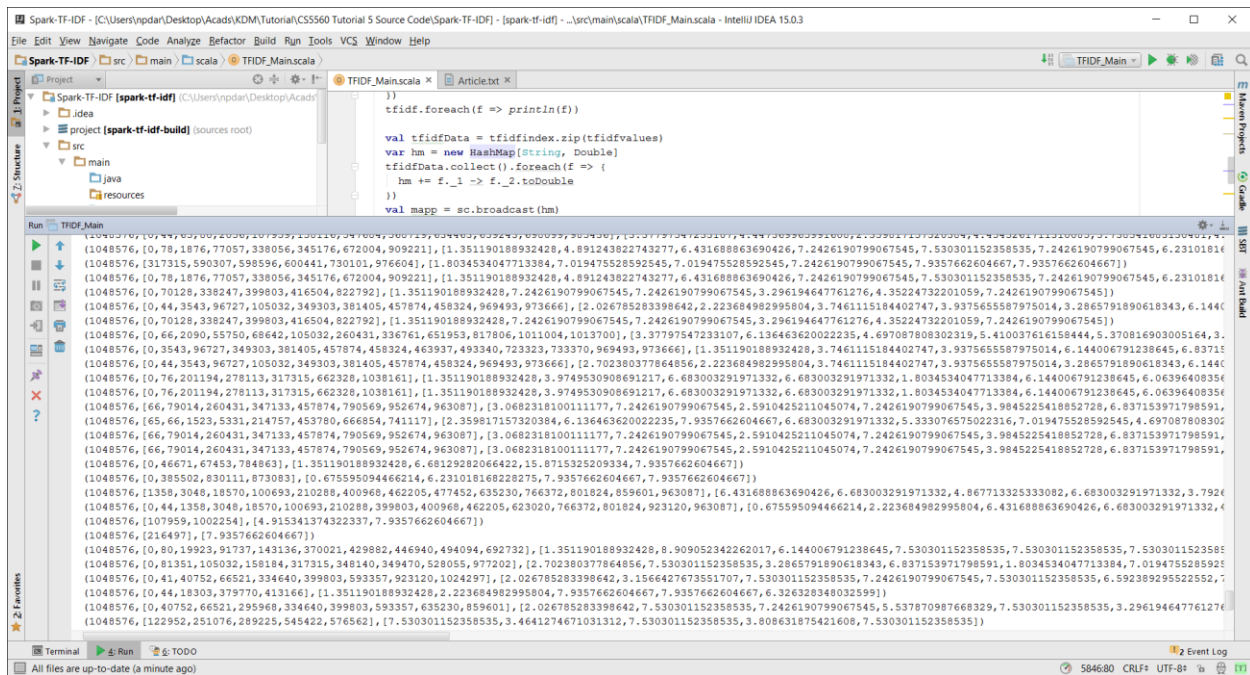 Spark-TF-IDF - [C:\Users\npdar\Desktop\Acads\KDM\Tutorial\CS5560 Tutorial 5 Source Code\Spark-TF-IDF] - [spark-tf-idf] - ...\src\main\scala\TFIDF_Main.scala - IntelliJ IDEA 15.0.3
File Edit View Navigate Code Analyze Refactor Build Run Tools VCS Window Help
Spark-TF-IDF src main scala TFIDF_Main.scala
TFIDF_Main
Project
TFIDF_Main.scala × Article.txt ×
1: Project
Z: Structure
2: Favorites
Maven Projects
Gradle
SBT
Ant Build
Spark-TF-IDF [spark-tf-idf] (C:\Users\npdar\Desktop\Acads\
.idea
project [spark-tf-idf-build] (sources root)
src
main
java
resources
})
tfidf.foreach(f => println(f))
val tfidfData = tfidfindex.zip(tfidfvalues)
var hm = new HashMap[String, Double]
tfidfData.collect().foreach(f => {
hm += f._1 -> f._2.toDouble
})
val mapp = sc.broadcast(hm)
Run TFIDF_Main
(1048576,[0,78,1876,77057,338056,345176,672004,909221],[1.351190188932428,4.891243822743277,6.431688863690426,7.2426190799067545,7.530301152358535,7.2426190799067545,6.23101816
(1048576,[317315,590307,598596,600441,730101,976604],[1.8034534047713384,7.019475528592545,7.019475528592545,7.2426190799067545,7.9357662604667,7.9357662604667])
(1048576,[0,78,1876,77057,338056,345176,672004,909221],[1.351190188932428,4.891243822743277,6.431688863690426,7.2426190799067545,7.530301152358535,7.2426190799067545,6.23101816
(1048576,[0,70128,338247,399803,416504,822792],[1.351190188932428,7.2426190799067545,7.2426190799067545,3.296194647761276,4.35224732201059,7.2426190799067545])
(1048576,[0,44,3543,96727,105032,349303,381405,457874,458324,969493,973666],[2.026785283398642,2.223684982995804,3.7461115184402747,3.9375655587975014,3.2865791890618343,6.1440
(1048576,[0,70128,338247,399803,416504,822792],[1.351190188932428,7.2426190799067545,7.2426190799067545,3.296194647761276,4.35224732201059,7.2426190799067545])
(1048576,[0,66,2090,55750,68642,105032,260431,336761,651953,817806,1011004,1013700],[3.37797547233107,6.136463620022235,4.697087808302319,5.410037616158444,5.370816903005164,3.
(1048576,[0,3543,96727,349303,381405,457874,458324,463937,493340,723323,733370,969493,973666],[1.351190188932428,3.7461115184402747,3.9375655587975014,6.144006791238645,6.83715
(1048576,[0,44,3543,96727,105032,349303,381405,457874,458324,969493,973666],[2.702380377864856,2.223684982995804,3.7461115184402747,3.9375655587975014,3.2865791890618343,6.1440
(1048576,[0,76,201194,278113,317315,662328,1038161],[1.351190188932428,3.9749530908691217,6.683003291971332,6.683003291971332,1.8034534047713384,6.144006791238645,6.0639640835
(1048576,[0,76,201194,278113,317315,662328,1038161],[1.351190188932428,3.9749530908691217,6.683003291971332,6.683003291971332,1.8034534047713384,6.144006791238645,6.0639640835
(1048576,[66,79014,260431,347133,457874,790569,952674,963087],[3.0682318100111177,7.2426190799067545,2.5910425211045074,7.2426190799067545,3.9845225418852728,6.837153971798591,
(1048576,[65,66,1523,5331,214757,453780,666854,741117],[2.359817157320384,6.136463620022235,7.9357662604667,6.683003291971332,5.333076575022316,7.019475528592545,4.697087808302
(1048576,[66,79014,260431,347133,457874,790569,952674,963087],[3.0682318100111177,7.2426190799067545,2.5910425211045074,7.2426190799067545,3.9845225418852728,6.837153971798591,
(1048576,[66,79014,260431,347133,457874,790569,952674,963087],[3.0682318100111177,7.2426190799067545,2.5910425211045074,7.2426190799067545,3.9845225418852728,6.837153971798591,
(1048576,[0,46671,67453,784863],[1.351190188932428,6.68129282066422,15.8715325209334,7.9357662604667])
(1048576,[0,385502,830111,873083],[0.675595094466214,6.231018168228275,7.9357662604667,7.9357662604667])
(1048576,[1358,3048,18570,100693,210288,400968,462205,477452,635230,766372,801824,859601,963087],[6.431688863690426,6.683003291971332,4.867713325333082,6.683003291971332,3.7926
(1048576,[0,44,1358,3048,18570,100693,210288,399803,400968,462205,623020,766372,801824,923120,963087],[0.675595094466214,2.223684982995804,6.431688863690426,6.683003291971332,4
(1048576,[107959,1002254],[4.915341374322337,7.9357662604667])
(1048576,[216497],[7.9357662604667])
(1048576,[0,80,19923,91737,143136,370021,429882,446940,494094,692732],[1.351190188932428,8.909052342262017,6.144006791238645,7.530301152358535,7.530301152358535,7.5303011523585
(1048576,[0,81351,105032,158184,317315,348140,349470,528055,977202],[2.702380377864856,7.530301152358535,3.2865791890618343,6.837153971798591,1.8034534047713384,7.0194755285925
(1048576,[0,41,40752,66521,334640,399803,593357,923120,1024297],[2.026785283398642,3.1566427673551707,7.530301152358535,7.2426190799067545,7.530301152358535,6.592389295522552,7
(1048576,[0,44,18303,379770,413166],[1.351190188932428,2.223684982995804,7.9357662604667,7.9357662604667,6.326328348032599])
(1048576,[0,40752,66521,295968,334640,399803,593357,635230,859601],[2.026785283398642,7.530301152358535,7.2426190799067545,5.537870987668329,7.530301152358535,3.29619464776127
(1048576,[122952,251076,289225,545422,576562],[7.530301152358535,3.4641274671031312,7.530301152358535,3.808631875421608,7.530301152358535])
Terminal 4: Run 6: TODO
2 Event Log
All files are up-to-date (a minute ago)
5846:80 CRLF UTF-8